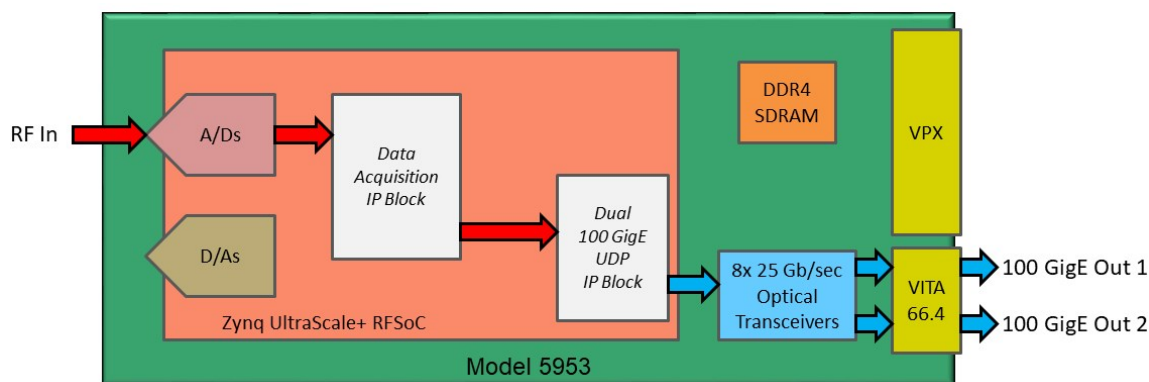 RF In
A/Ds
D/As
Data
Acquisition
IP Block
Dual
100 GigE
UDP
IP Block
Zynq UltraScale+ RFSoC
DDR4
SDRAM
VPX
8x 25 Gb/sec
Optical
Transceivers
VITA
66.4
100 GigE Out 1
100 GigE Out 2
Model 5953